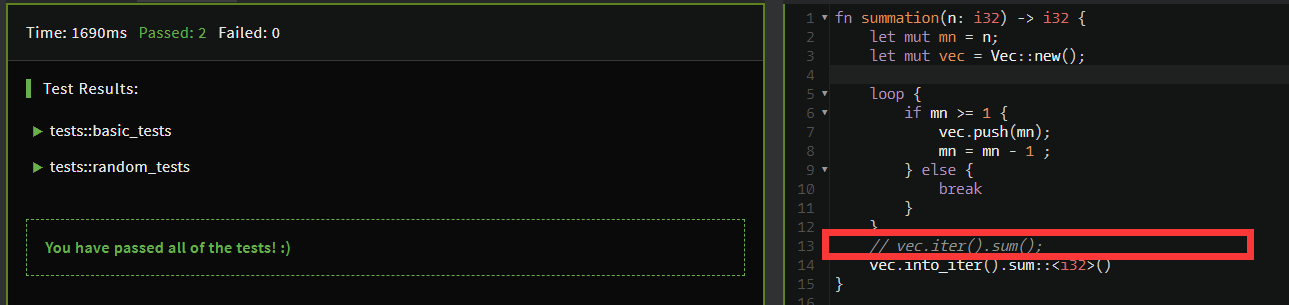 Time: 1690ms Passed: 2 Failed: 0
Test Results:
tests::basic_tests
tests::random_tests
You have passed all of the tests! :)
1 fn summation(n: i32) -> i32 {
2 let mut mn = n;
3 let mut vec = Vec::new();
4
5 loop {
6 if mn >= 1 {
7 vec.push(mn);
8 mn = mn - 1 ;
9 } else {
10 break
11 }
12 }
13 // vec.iter().sum();
14 vec.into_iter().sum::<i32>()
15 }
16